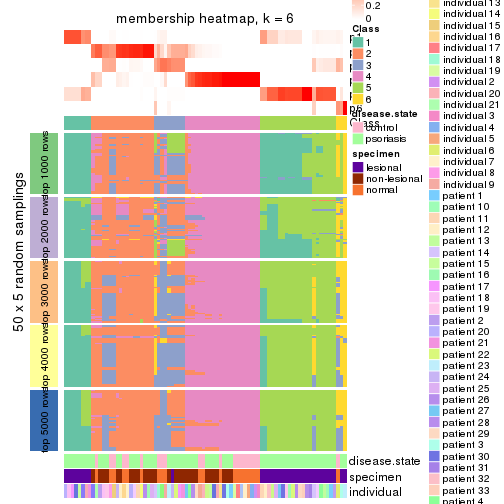 membership heatmap, k = 6
0.2
0
Class
1
2
3
4
5
6
disease.state
control
psoriasis
specimen
lesional
non-lesional
normal
50 x 5 random samplings
top 1000 rows
top 2000 rows
top 3000 rows
top 4000 rows
top 5000 rows
disease.state
specimen
individual
individual 13
individual 14
individual 15
individual 16
individual 17
individual 18
individual 19
individual 2
individual 20
individual 21
individual 3
individual 4
individual 5
individual 6
individual 7
individual 8
individual 9
patient 1
patient 10
patient 11
patient 12
patient 13
patient 14
patient 15
patient 16
patient 17
patient 18
patient 19
patient 2
patient 20
patient 21
patient 22
patient 23
patient 24
patient 25
patient 26
patient 27
patient 28
patient 29
patient 3
patient 30
patient 31
patient 32
patient 33
patient 4